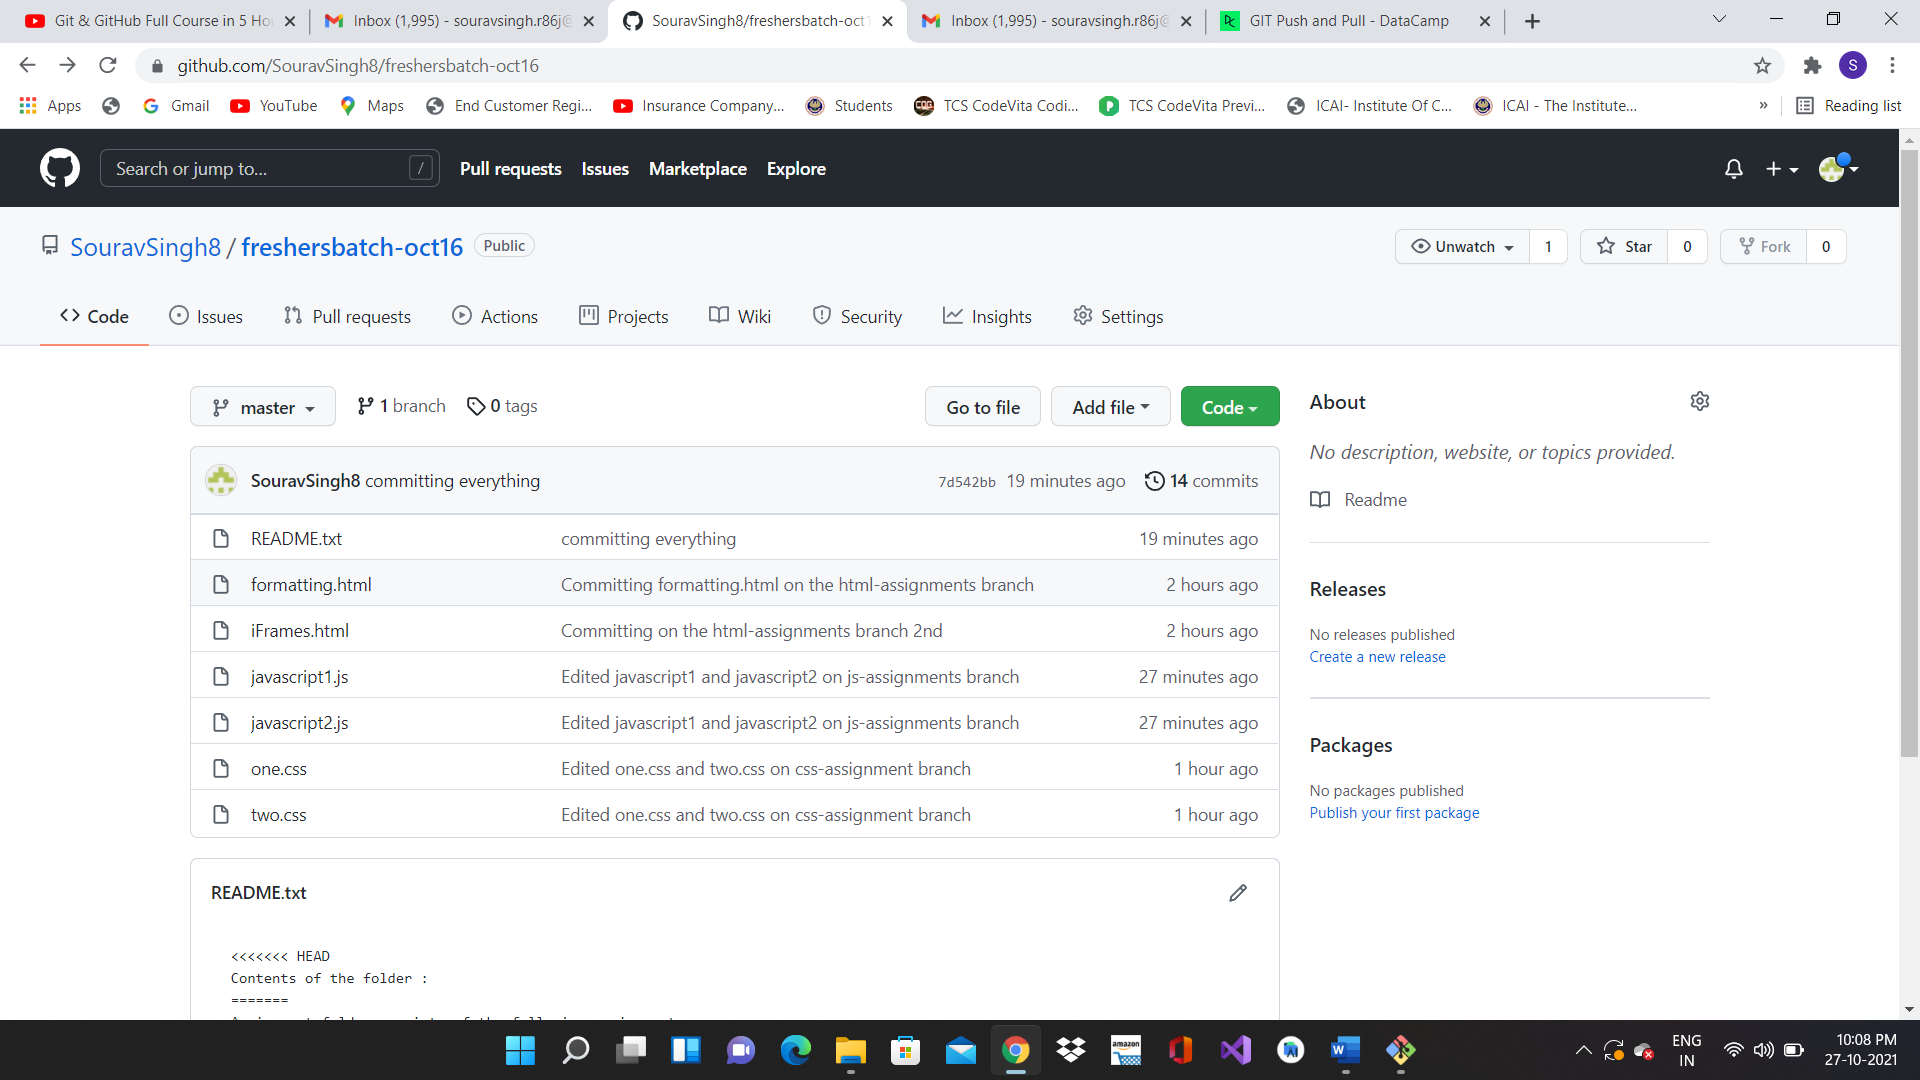 Git & GitHub Full Course in 5 Ho
Inbox (1,995) - souravsingh.r86j@
SouravSingh8/freshersbatch-oct1
Inbox (1,995) - souravsingh.r86j@
GIT Push and Pull - DataCamp
github.com/SouravSingh8/freshersbatch-oct16
S
Apps
Gmail
YouTube
Maps
End Customer Regi...
Insurance Company...
Students
TCS CodeVita Codi...
TCS CodeVita Previ...
ICAI- Institute Of C...
ICAI - The Institute...
»
Reading list
Search or jump to...
/
Pull requests
Issues
Marketplace
Explore
SouravSingh8 / freshersbatch-oct16
Public
Unwatch 1
Star 0
Fork 0
Code
Issues
Pull requests
Actions
Projects
Wiki
Security
Insights
Settings
master
1 branch
0 tags
Go to file
Add file
Code
SouravSingh8 committing everything
7d542bb 19 minutes ago
14 commits
README.txt committing everything 19 minutes ago
formatting.html Committing formatting.html on the html-assignments branch 2 hours ago
iFrames.html Committing on the html-assignments branch 2nd 2 hours ago
javascript1.js Edited javascript1 and javascript2 on js-assignments branch 27 minutes ago
javascript2.js Edited javascript1 and javascript2 on js-assignments branch 27 minutes ago
one.css Edited one.css and two.css on css-assignment branch 1 hour ago
two.css Edited one.css and two.css on css-assignment branch 1 hour ago
README.txt
<<<<<<< HEAD
Contents of the folder :
=======
About
No description, website, or topics provided.
Readme
Releases
No releases published
Create a new release
Packages
No packages published
Publish your first package
amazon
ENG
IN
10:08 PM
27-10-2021